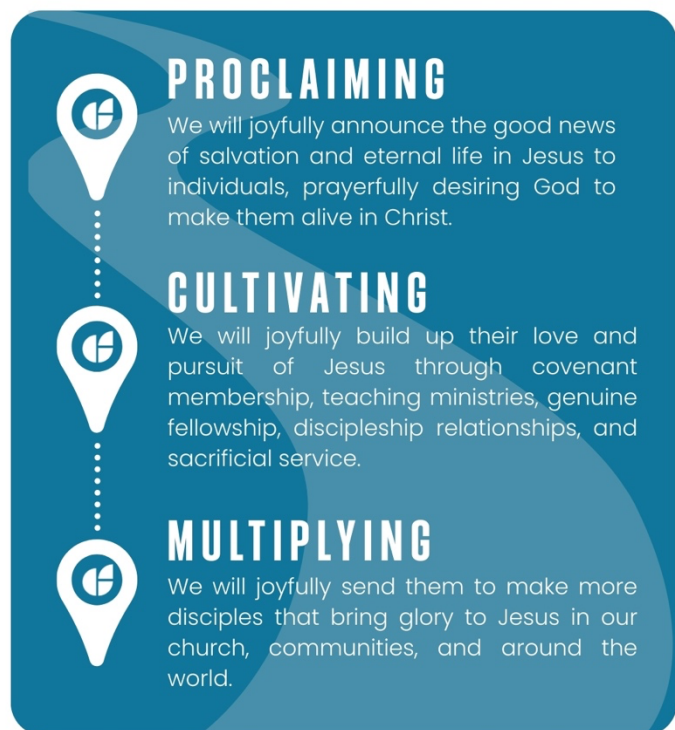 PROCLAIMING
We will joyfully announce the good news
of salvation and eternal life in Jesus to
individuals, prayerfully desiring God to
make them alive in Christ.
CULTIVATING
We will joyfully build up their love and
pursuit of Jesus through covenant
membership, teaching ministries, genuine
fellowship, discipleship relationships, and
sacrificial service.
MULTIPLYING
We will joyfully send them to make more
disciples that bring glory to Jesus in our
church, communities, and around the
world.